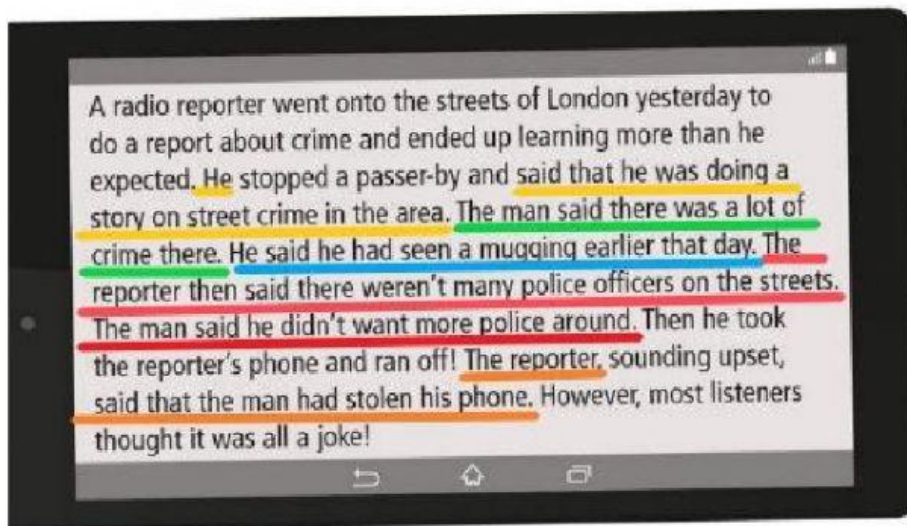 A radio reporter went onto the streets of London yesterday to
do a report about crime and ended up learning more than he
expected. He stopped a passer-by and said that he was doing a
story on street crime in the area. The man said there was a lot of
crime there. He said he had seen a mugging earlier that day. The
reporter then said there weren't many police officers on the streets.
The man said he didn't want more police around. Then he took
the reporter's phone and ran off! The reporter, sounding upset,
said that the man had stolen his phone. However, most listeners
thought it was all a joke!